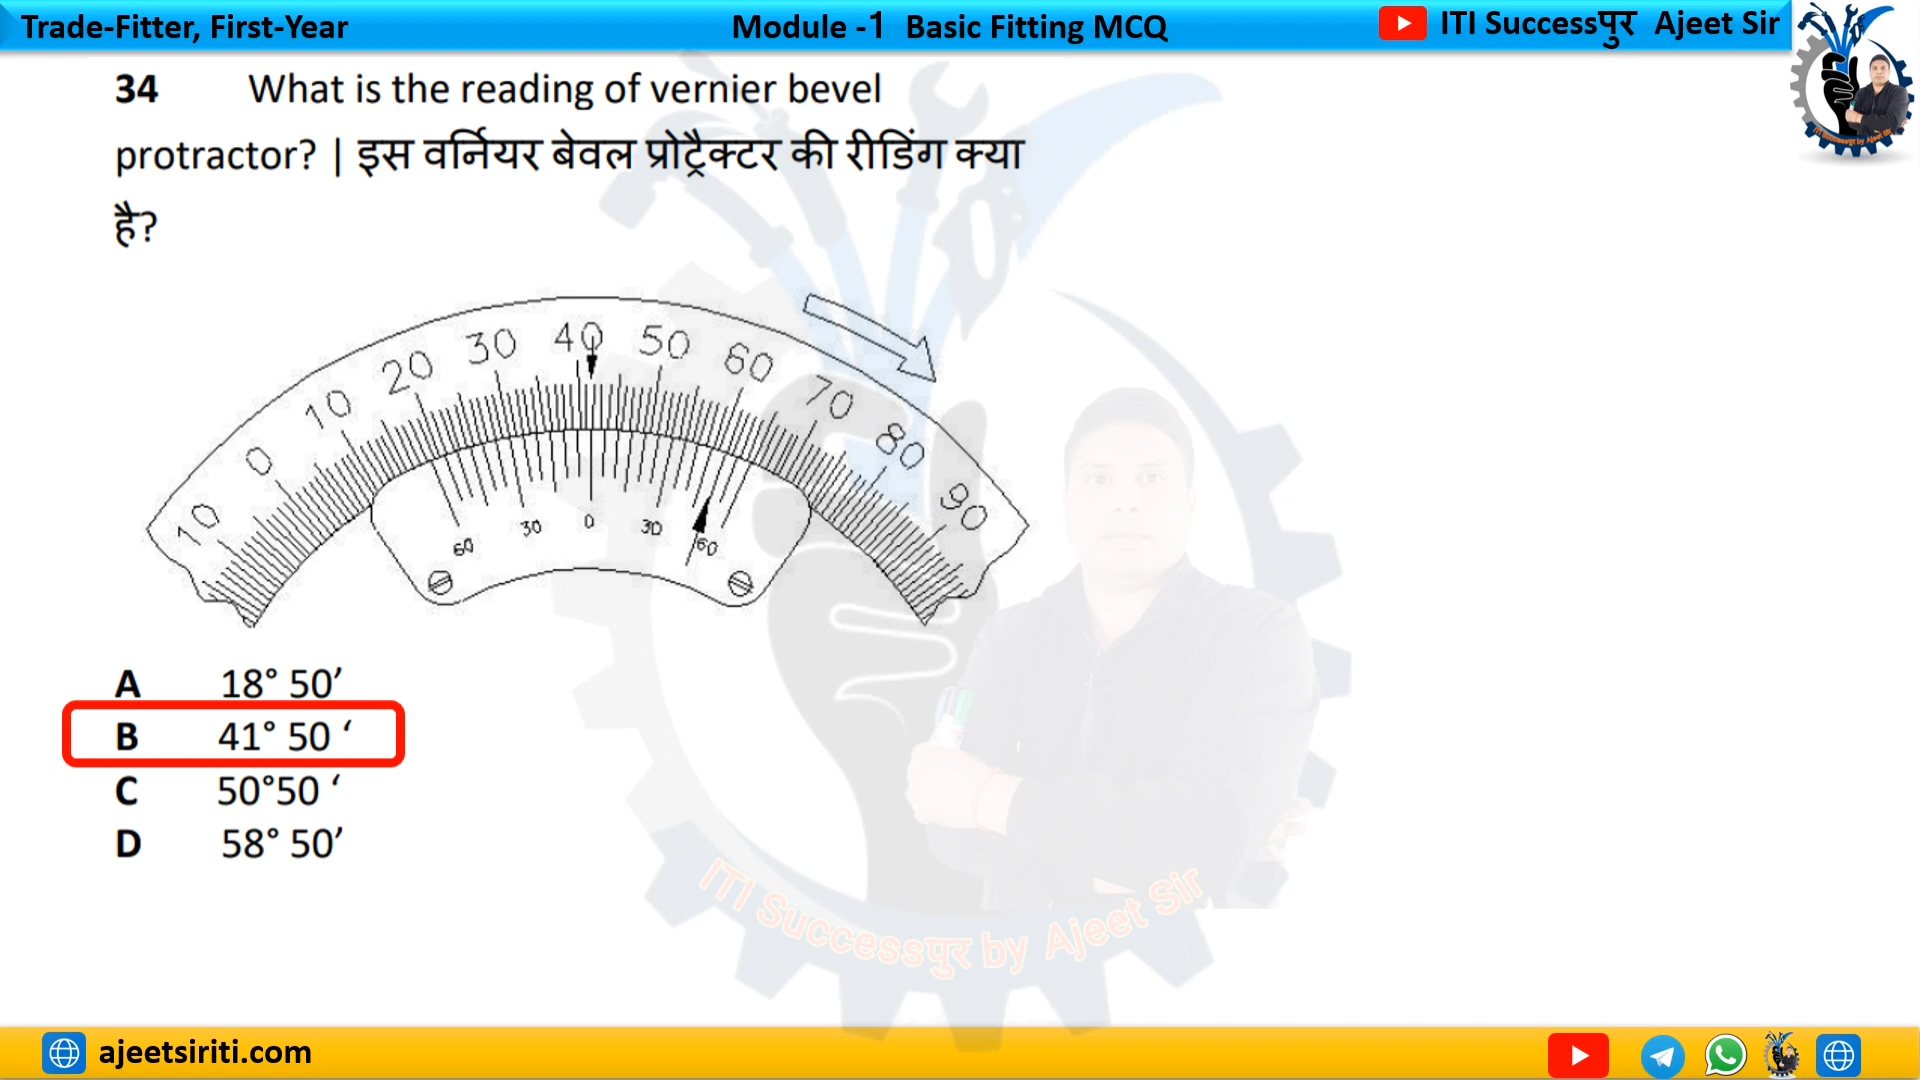 Trade-Fitter, First-Year
Module -1 Basic Fitting MCQ
ITI Successपुर Ajeet Sir
34 What is the reading of vernier bevel
protractor? | इस वर्नियर बेवल प्रोट्रैक्टर की रीडिंग क्या
है?
10 0 10 20 30 40 50 60 70 80 90
60 30 0 30 60
A 18° 50’
B 41° 50 ‘
C 50°50 ‘
D 58° 50’
ITI Successपुर by Ajeet Sir
ajeetsiriti.com